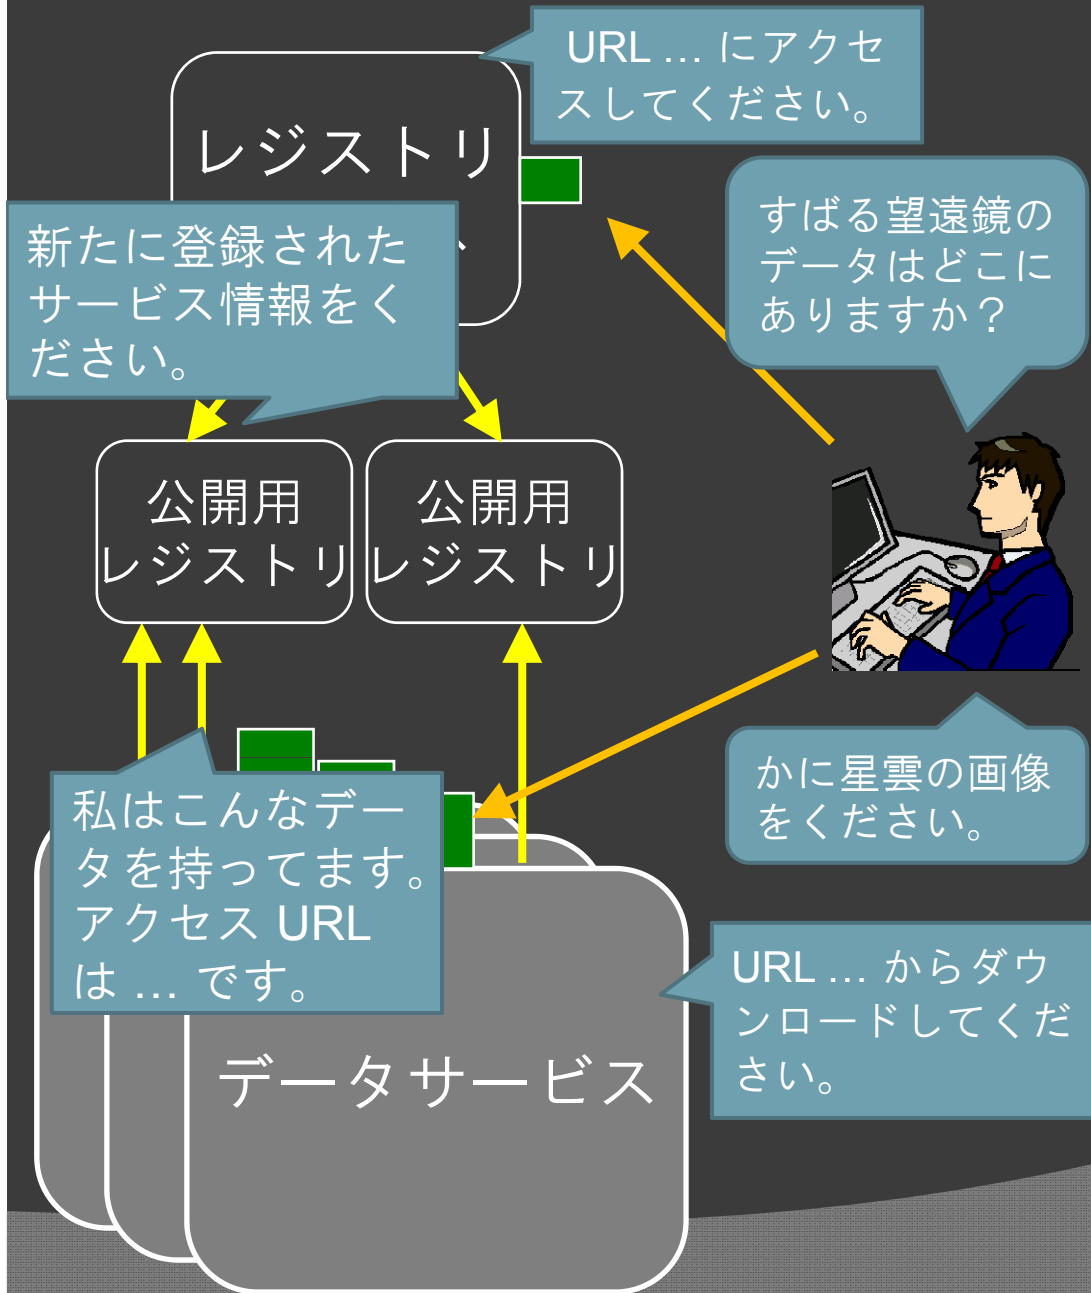 URL … にアクセ
スしてください。
レジストリ
すばる望遠鏡の
データはどこに
ありますか？
新たに登録された
サービス情報をく
ださい。
公開用
レジストリ
公開用
レジストリ
かに星雲の画像
をください。
私はこんなデー
タを持ってます。
アクセス URL
は … です。
URL … からダウ
ンロードしてくだ
さい。
データサービス